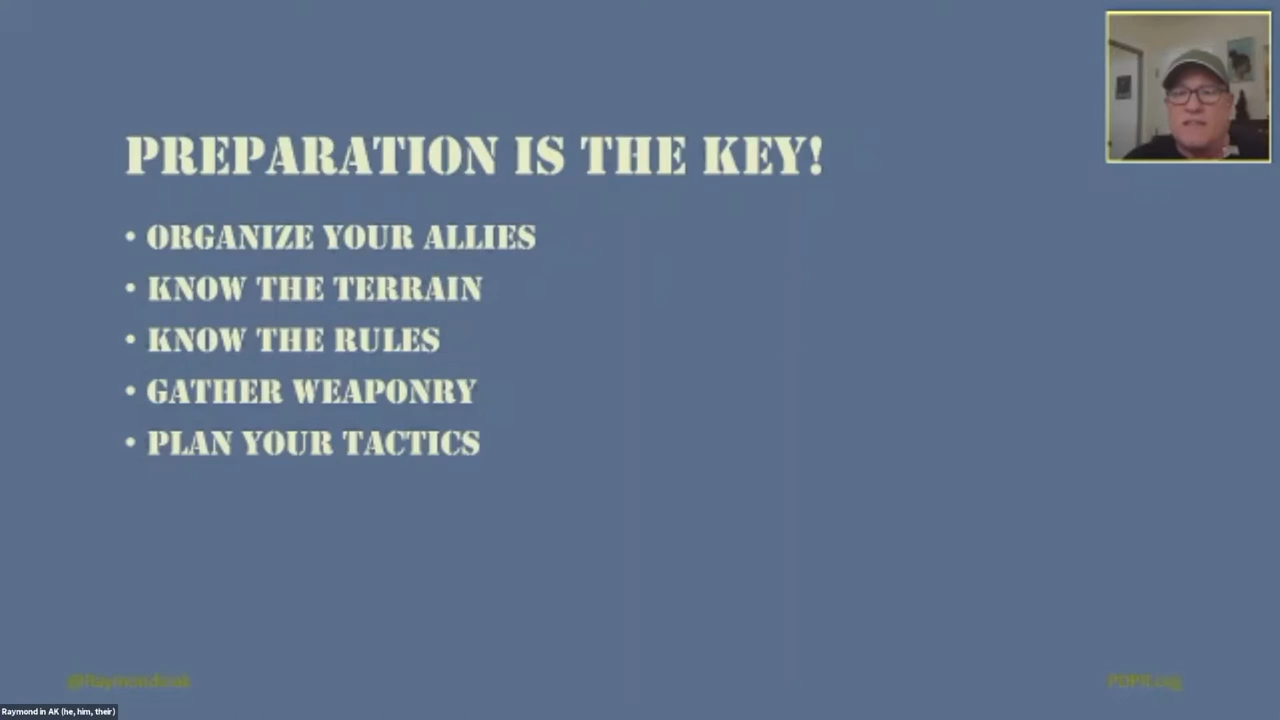 PREPARATION IS THE KEY!
• ORGANIZE YOUR ALLIES
• KNOW THE TERRAIN
• KNOW THE RULES
• GATHER WEAPONRY
• PLAN YOUR TACTICS
Raymond in AK (he, him, their)